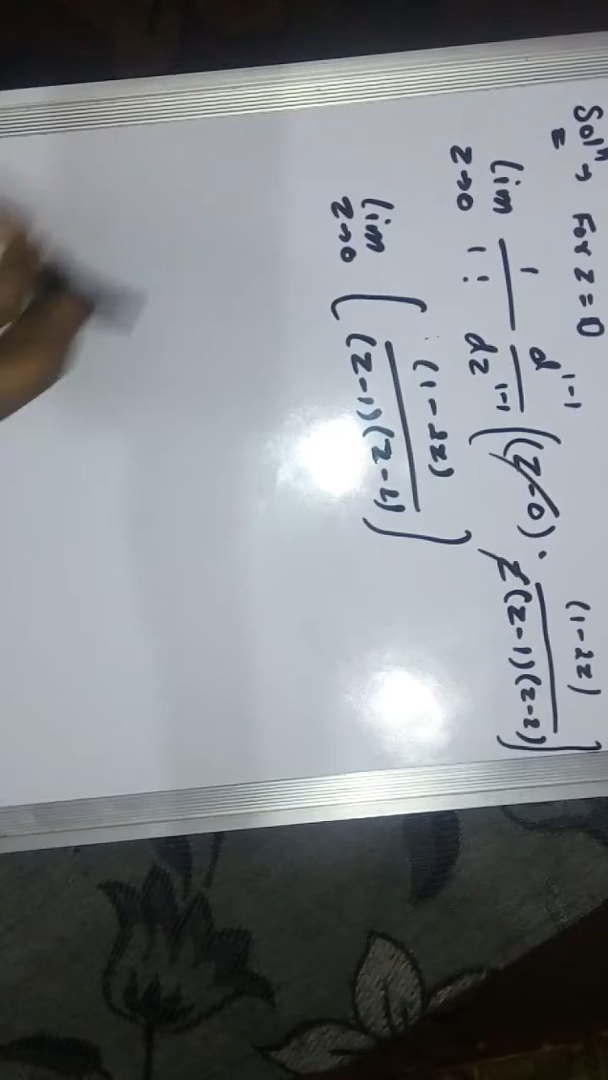 Solⁿ → For z = 0
lim z→0 1/1! d^(1-1)/dz^(1-1) ((z-0) · (1-2z)/z(z-1)(z-2))
lim z→0 ((1-2z)/(z-1)(z-2))